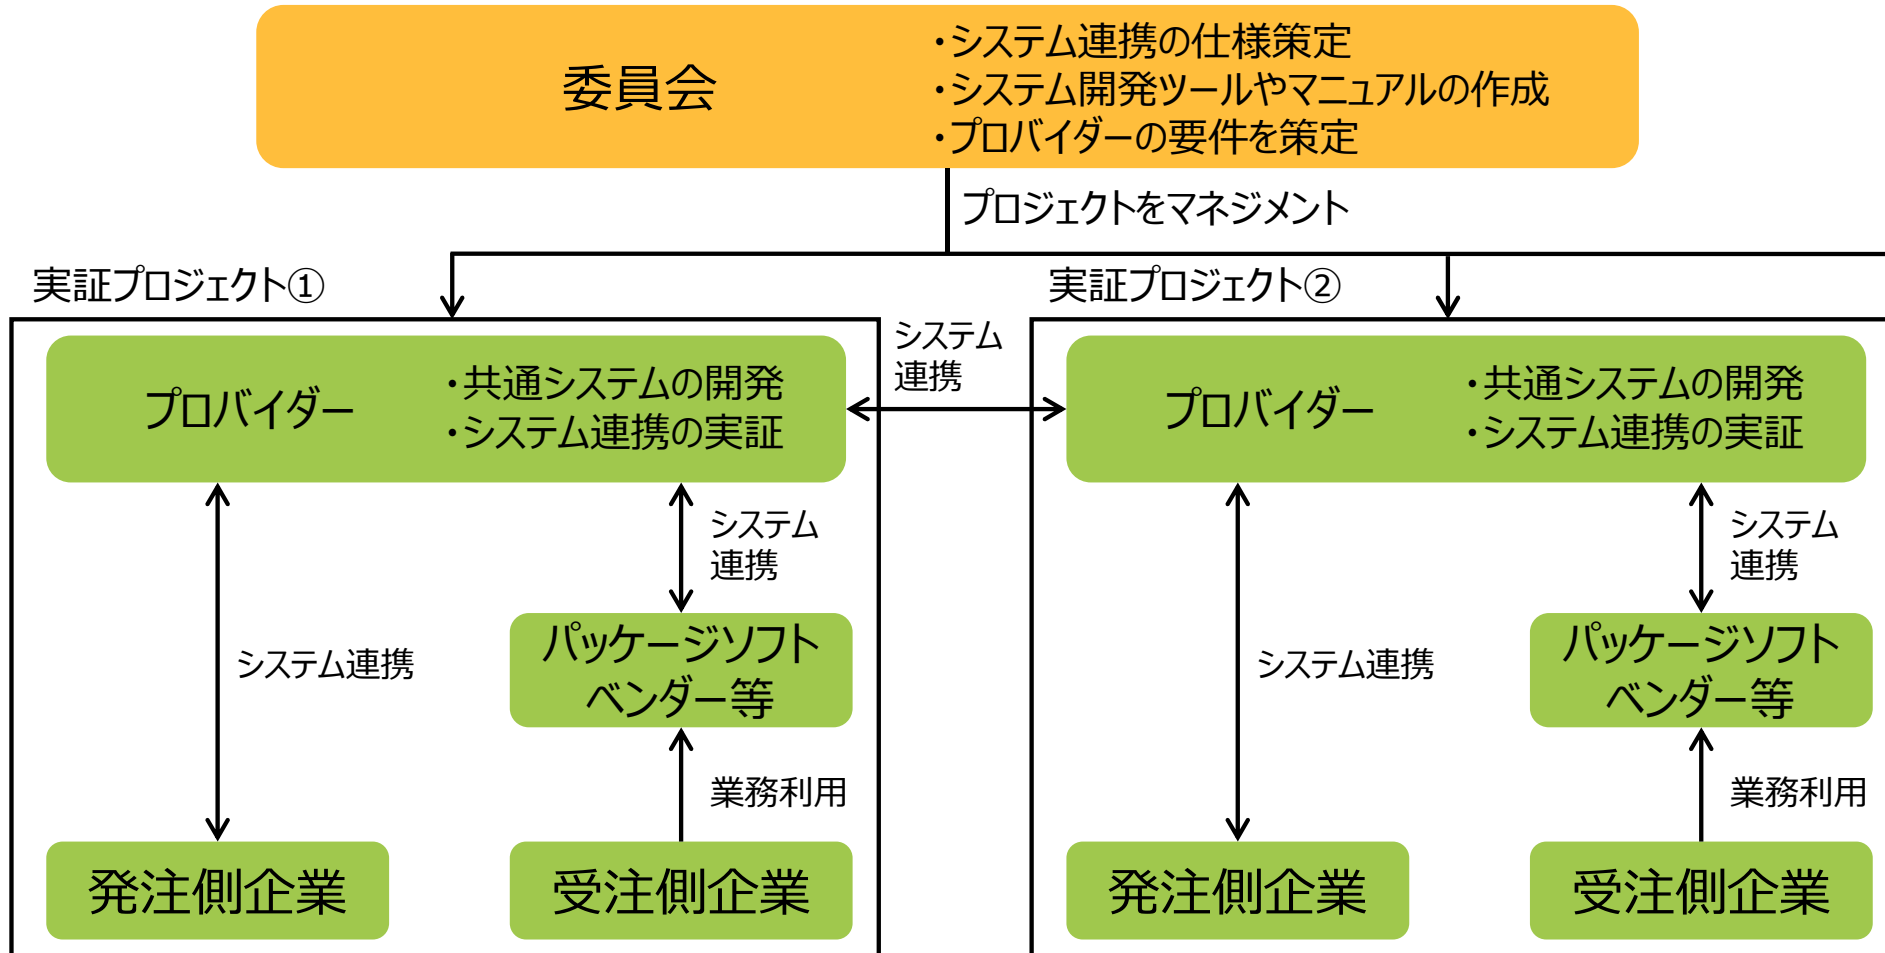 委員会
・システム連携の仕様策定
・システム開発ツールやマニュアルの作成
・プロバイダーの要件を策定
プロジェクトをマネジメント
実証プロジェクト①
プロバイダー
・共通システムの開発
・システム連携の実証
システム
連携
システム連携
パッケージソフト
ベンダー等
業務利用
発注側企業
受注側企業
システム
連携
実証プロジェクト②
プロバイダー
・共通システムの開発
・システム連携の実証
システム
連携
システム連携
パッケージソフト
ベンダー等
業務利用
発注側企業
受注側企業